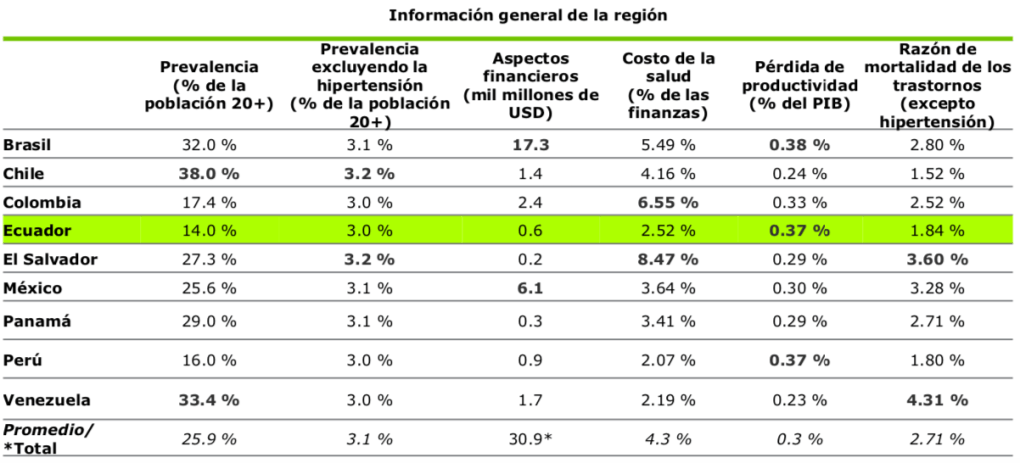 Información general de la región
Prevalencia (% de la población 20+) Prevalencia excluyendo la hipertensión (% de la población 20+) Aspectos financieros (mil millones de USD) Costo de la salud (% de las finanzas) Pérdida de productividad (% del PIB) Razón de mortalidad de los trastornos (excepto hipertensión)
Brasil 32.0 % 3.1 % 17.3 5.49 % 0.38 % 2.80 %
Chile 38.0 % 3.2 % 1.4 4.16 % 0.24 % 1.52 %
Colombia 17.4 % 3.0 % 2.4 6.55 % 0.33 % 2.52 %
Ecuador 14.0 % 3.0 % 0.6 2.52 % 0.37 % 1.84 %
El Salvador 27.3 % 3.2 % 0.2 8.47 % 0.29 % 3.60 %
México 25.6 % 3.1 % 6.1 3.64 % 0.30 % 3.28 %
Panamá 29.0 % 3.1 % 0.3 3.41 % 0.29 % 2.71 %
Perú 16.0 % 3.0 % 0.9 2.07 % 0.37 % 1.80 %
Venezuela 33.4 % 3.0 % 1.7 2.19 % 0.23 % 4.31 %
Promedio/ *Total 25.9 % 3.1 % 30.9* 4.3 % 0.3 % 2.71 %